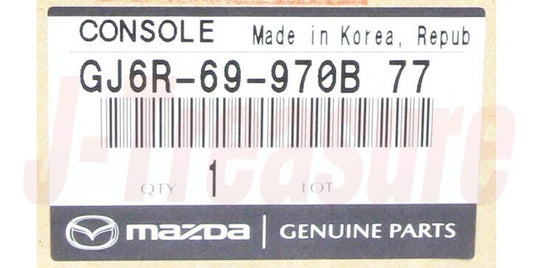 CONSOLE Made in Korea, Repub
GJ6R-69-970B 77
QTY 1 LOT
mazda | GENUINE PARTS
J-Treasure